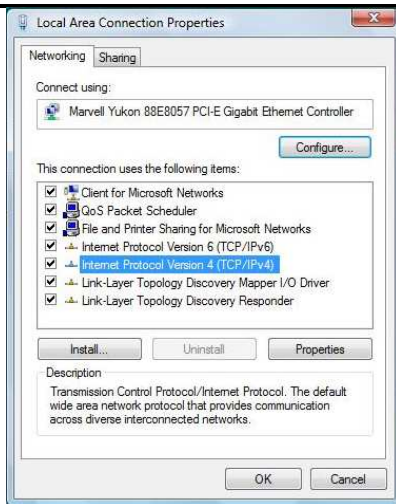 Local Area Connection Properties
Networking
Sharing
Connect using:
Marvell Yukon 88E8057 PCI-E Gigabit Ethernet Controller
Configure...
This connection uses the following items:
Client for Microsoft Networks
QoS Packet Scheduler
File and Printer Sharing for Microsoft Networks
Internet Protocol Version 6 (TCP/IPv6)
Internet Protocol Version 4 (TCP/IPv4)
Link-Layer Topology Discovery Mapper I/O Driver
Link-Layer Topology Discovery Responder
Install...
Uninstall
Properties
Description
Transmission Control Protocol/Internet Protocol. The default
wide area network protocol that provides communication
across diverse interconnected networks.
OK
Cancel